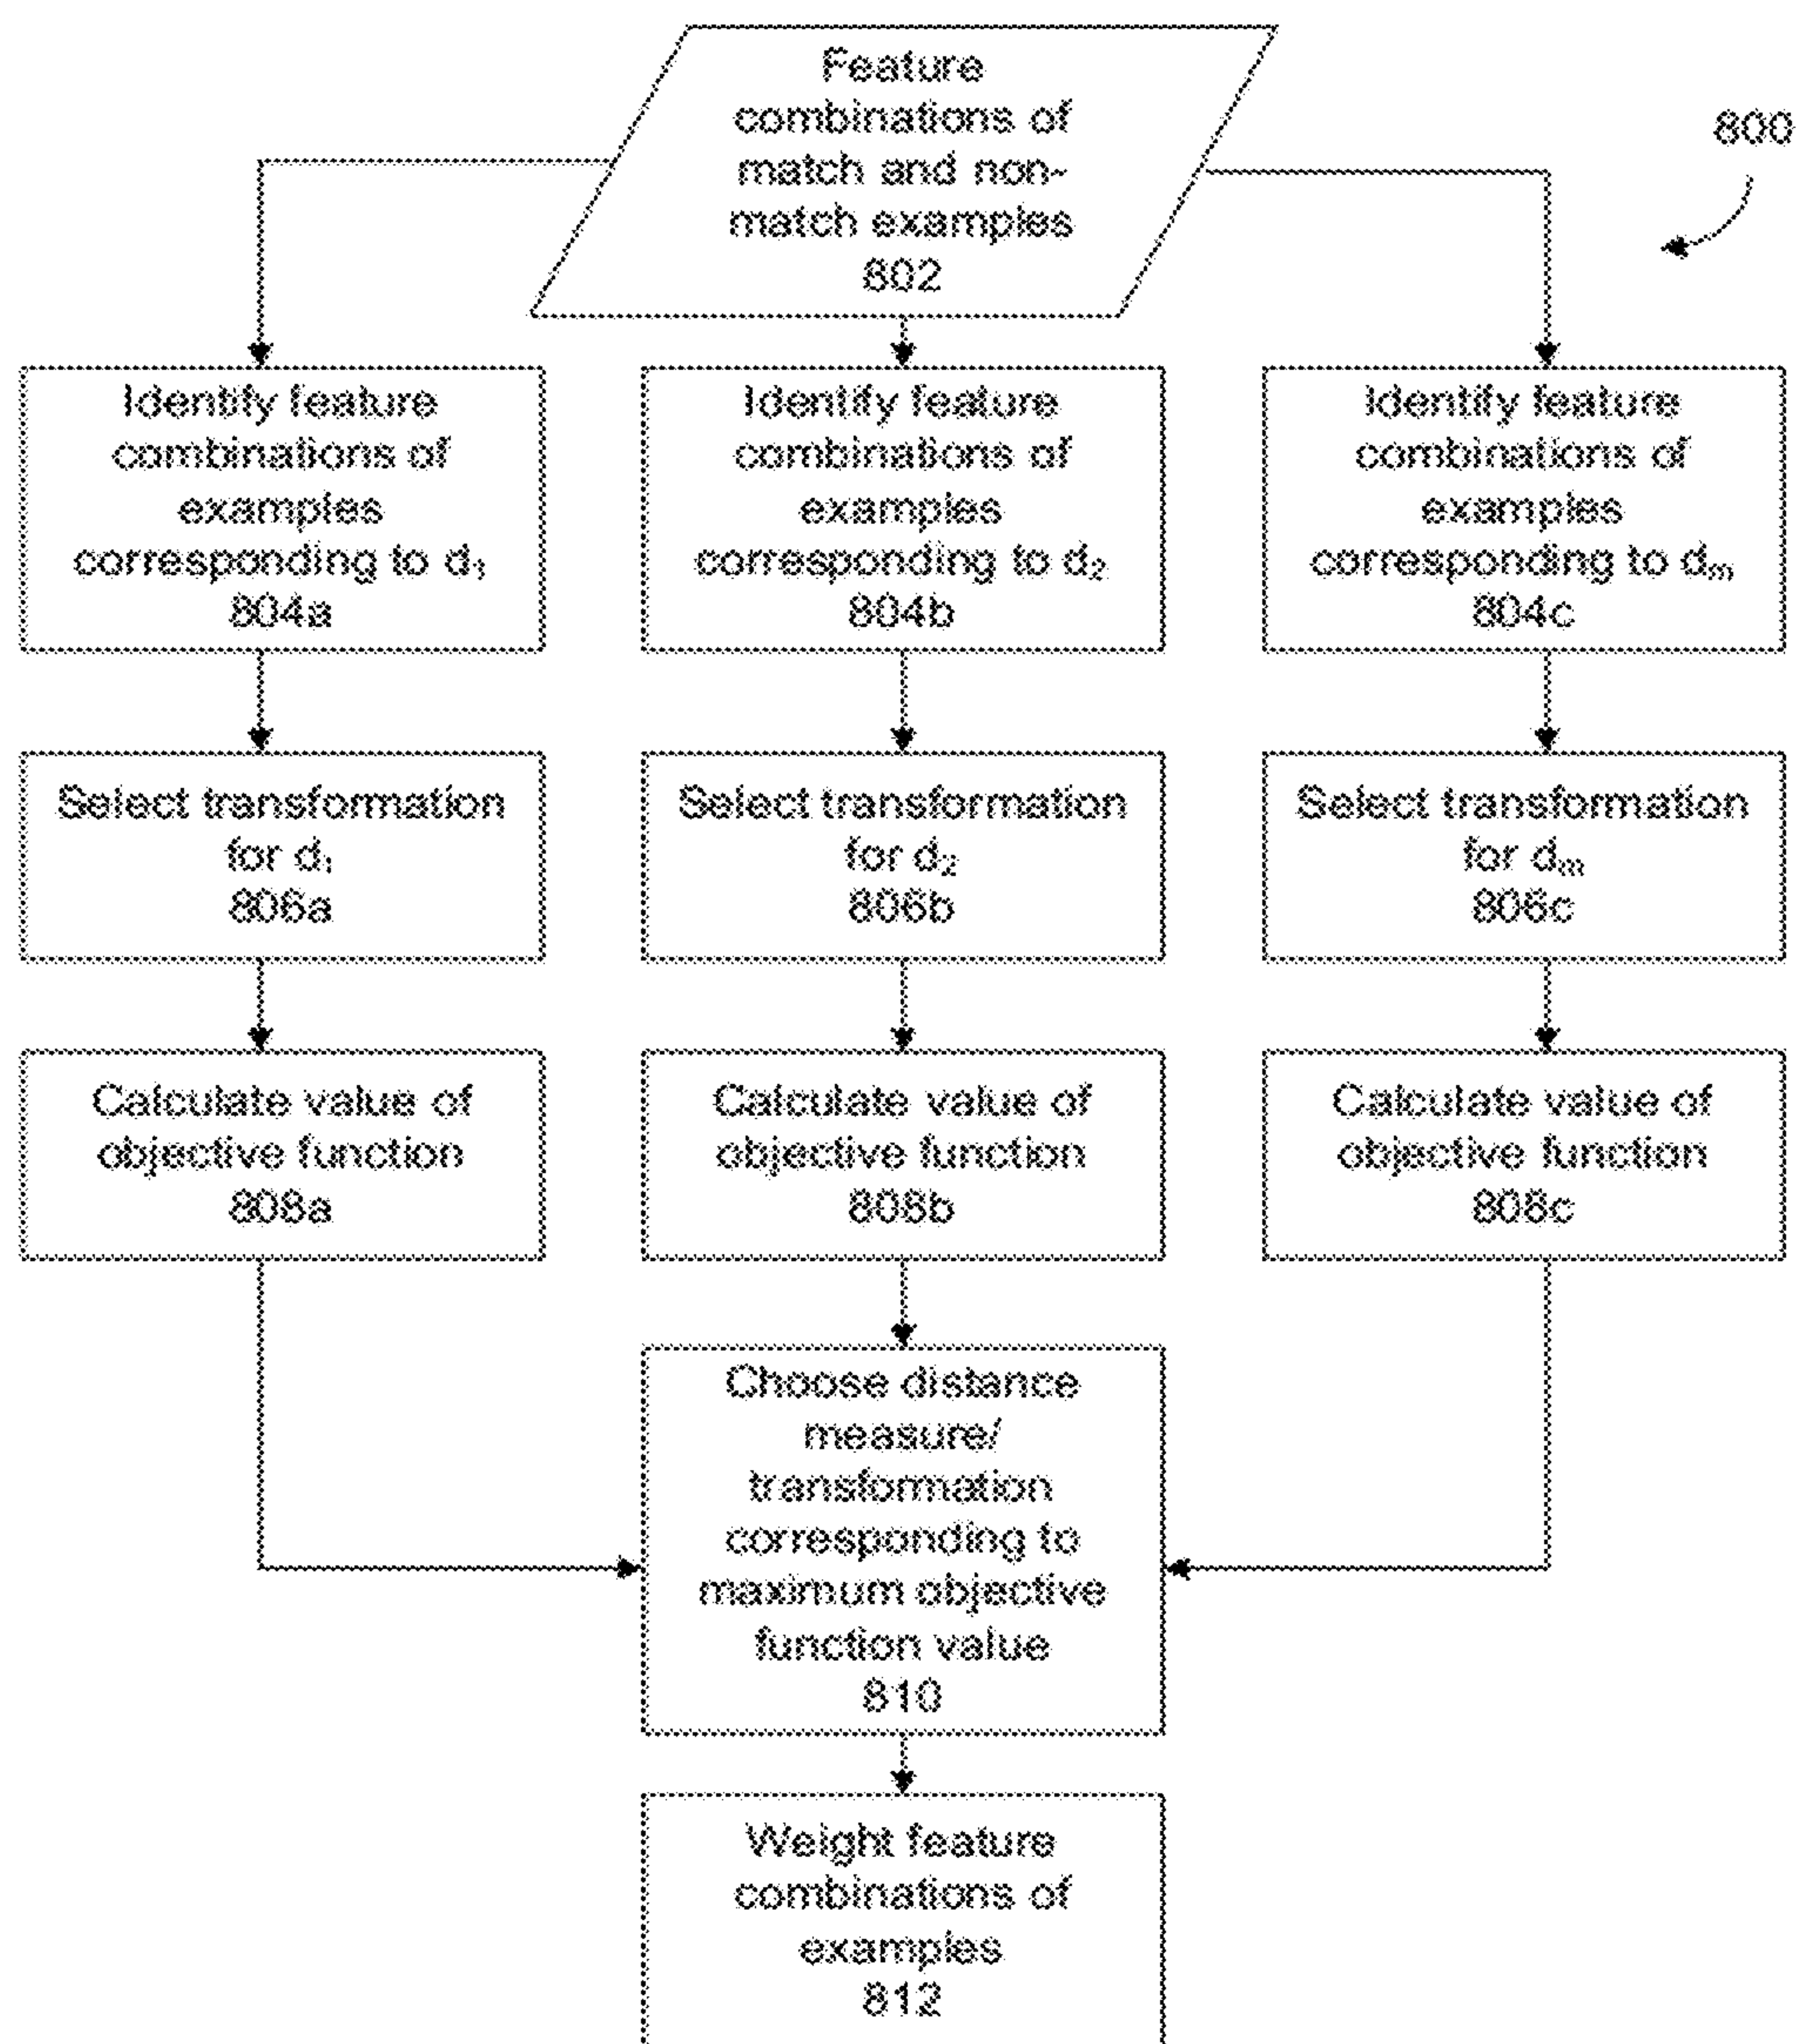 Feature
combinations of
match and non-
match examples
802
800
Identify feature
combinations of
examples
corresponding to d₁
804a
Identify feature
combinations of
examples
corresponding to d₂
804b
Identify feature
combinations of
examples
corresponding to dₘ
804c
Select transformation
for d₁
806a
Select transformation
for d₂
806b
Select transformation
for dₘ
806c
Calculate value of
objective function
808a
Calculate value of
objective function
808b
Calculate value of
objective function
808c
Choose distance
measure/
transformation
corresponding to
maximum objective
function value
810
Weight feature
combinations of
examples
812